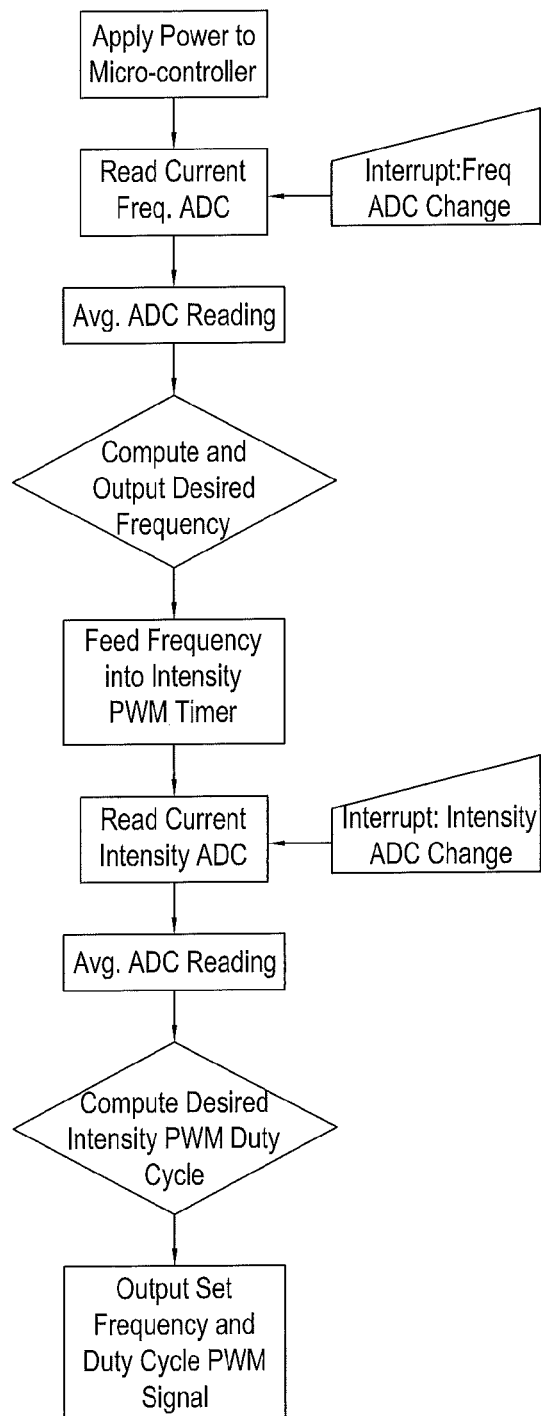 Apply Power to
Micro-controller
Read Current
Freq. ADC
Interrupt:Freq
ADC Change
Avg. ADC Reading
Compute and
Output Desired
Frequency
Feed Frequency
into Intensity
PWM Timer
Read Current
Intensity ADC
Interrupt: Intensity
ADC Change
Avg. ADC Reading
Compute Desired
Intensity PWM Duty
Cycle
Output Set
Frequency and
Duty Cycle PWM
Signal